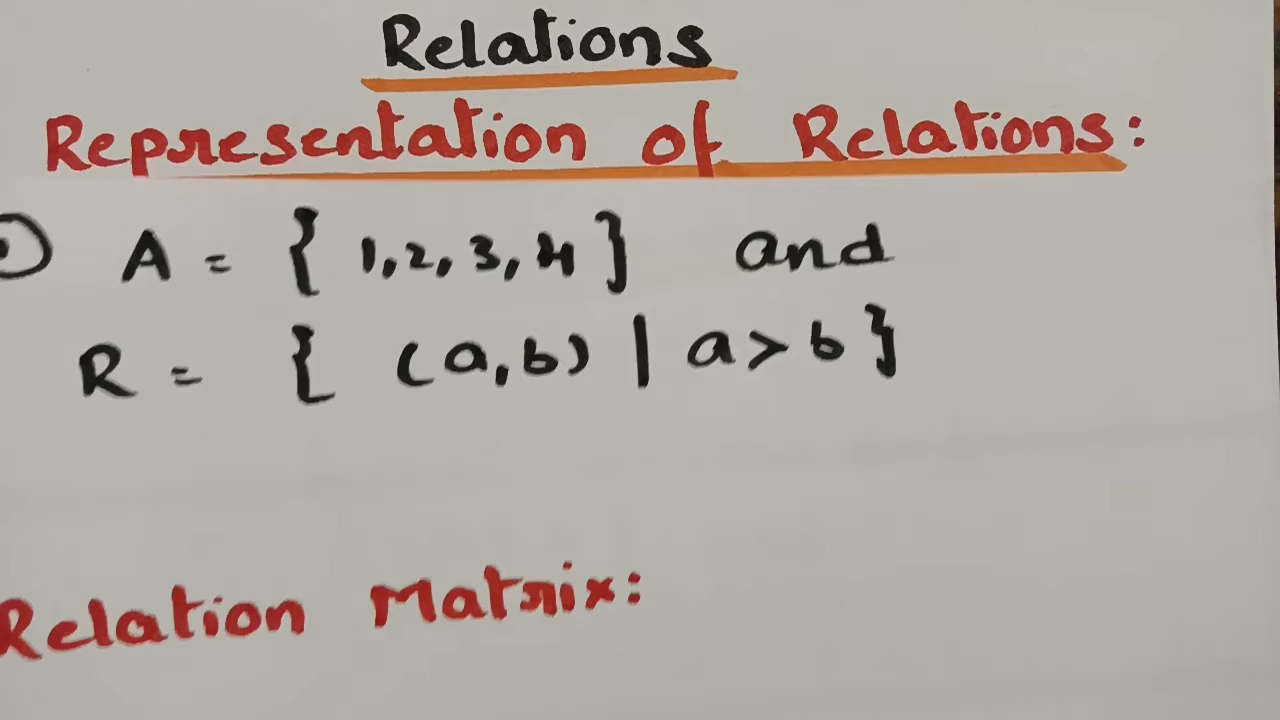 Relations
Representation of Relations:
A = { 1, 2, 3, 4 } and
R = { (a, b) | a > b }
Relation Matrix: